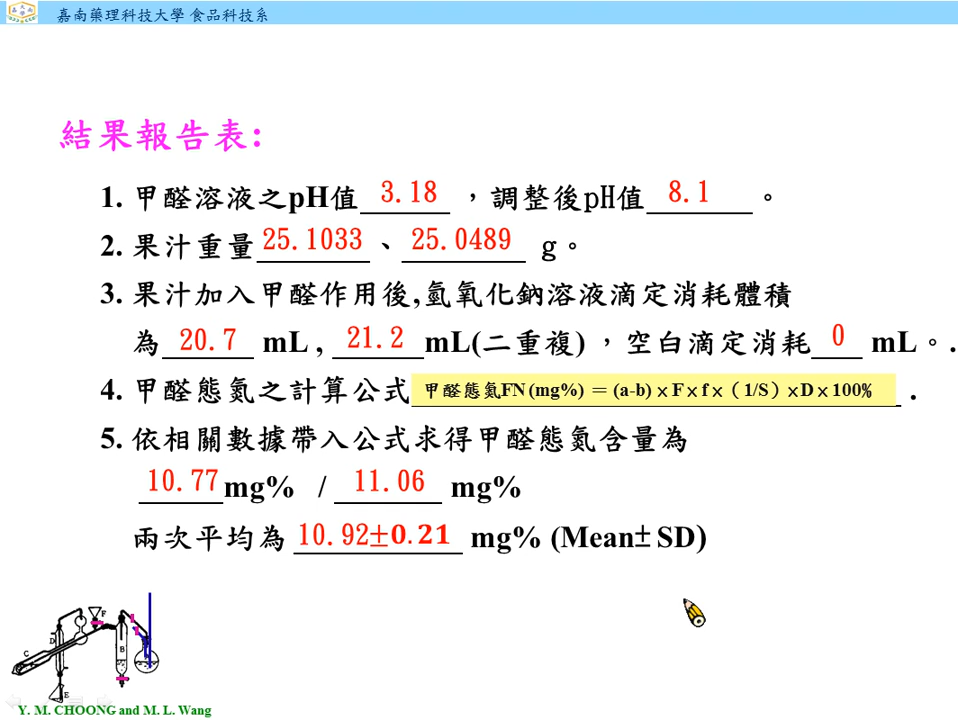 嘉南藥理科技大學 食品科技系
結果報告表:
1. 甲醛溶液之pH值 3.18 ，調整後pH值 8.1 。
2. 果汁重量 25.1033 、 25.0489 g。
3. 果汁加入甲醛作用後,氫氧化鈉溶液滴定消耗體積
為 20.7 mL , 21.2 mL(二重複) ，空白滴定消耗 0 mL。.
4. 甲醛態氮之計算公式 甲醛態氮FN (mg%) ＝ (a-b) x F x f x（1/S）x D x 100% .
5. 依相關數據帶入公式求得甲醛態氮含量為
10.77 mg% / 11.06 mg%
兩次平均為 10.92±0.21 mg% (Mean± SD)
F
D
C
B
E
Y. M. CHOONG and M. L. Wang